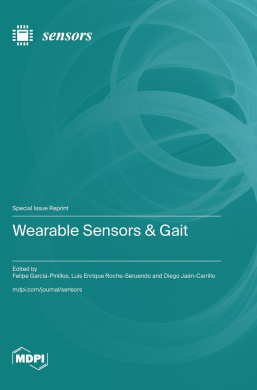 sensors
Special Issue Reprint
Wearable Sensors & Gait
Edited by
Felipe García-Pinillos, Luis Enrique Roche-Seruendo and Diego Jaén-Carrillo
mdpi.com/journal/sensors
MDPI